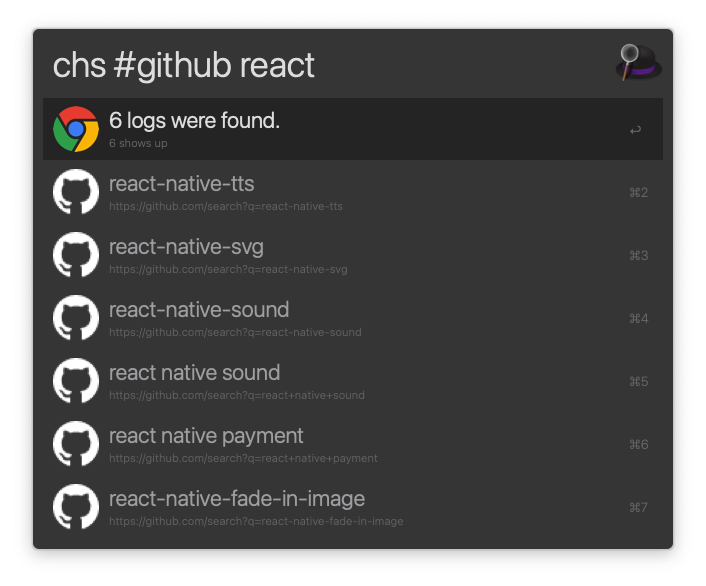 chs #github react
6 logs were found.
6 shows up
↩
react-native-tts
https://github.com/search?q=react-native-tts
⌘2
react-native-svg
https://github.com/search?q=react-native-svg
⌘3
react-native-sound
https://github.com/search?q=react-native-sound
⌘4
react native sound
https://github.com/search?q=react+native+sound
⌘5
react native payment
https://github.com/search?q=react+native+payment
⌘6
react-native-fade-in-image
https://github.com/search?q=react-native-fade-in-image
⌘7